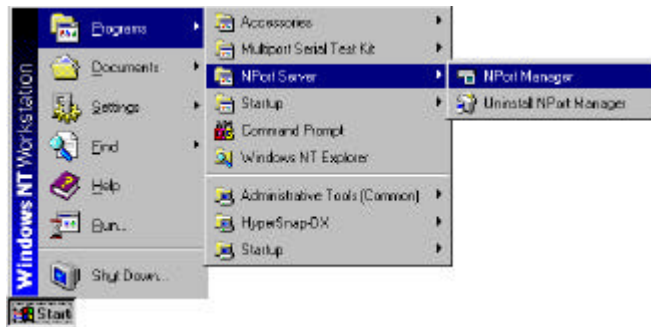 Windows NT Workstation
Programs
Documents
Settings
Find
Help
Run...
Shut Down...
Start
Accessories
Multiport Serial Test Kit
NPort Server
Startup
Command Prompt
Windows NT Explorer
Administrative Tools (Common)
HyperSnap-DX
Startup
NPort Manager
Uninstall NPort Manager